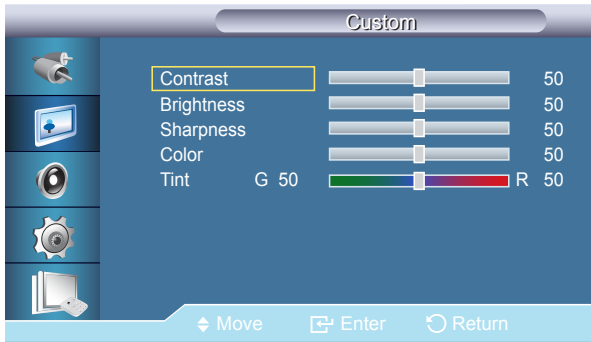 Custom
Contrast 50
Brightness 50
Sharpness 50
Color 50
Tint G 50 R 50
Move Enter Return